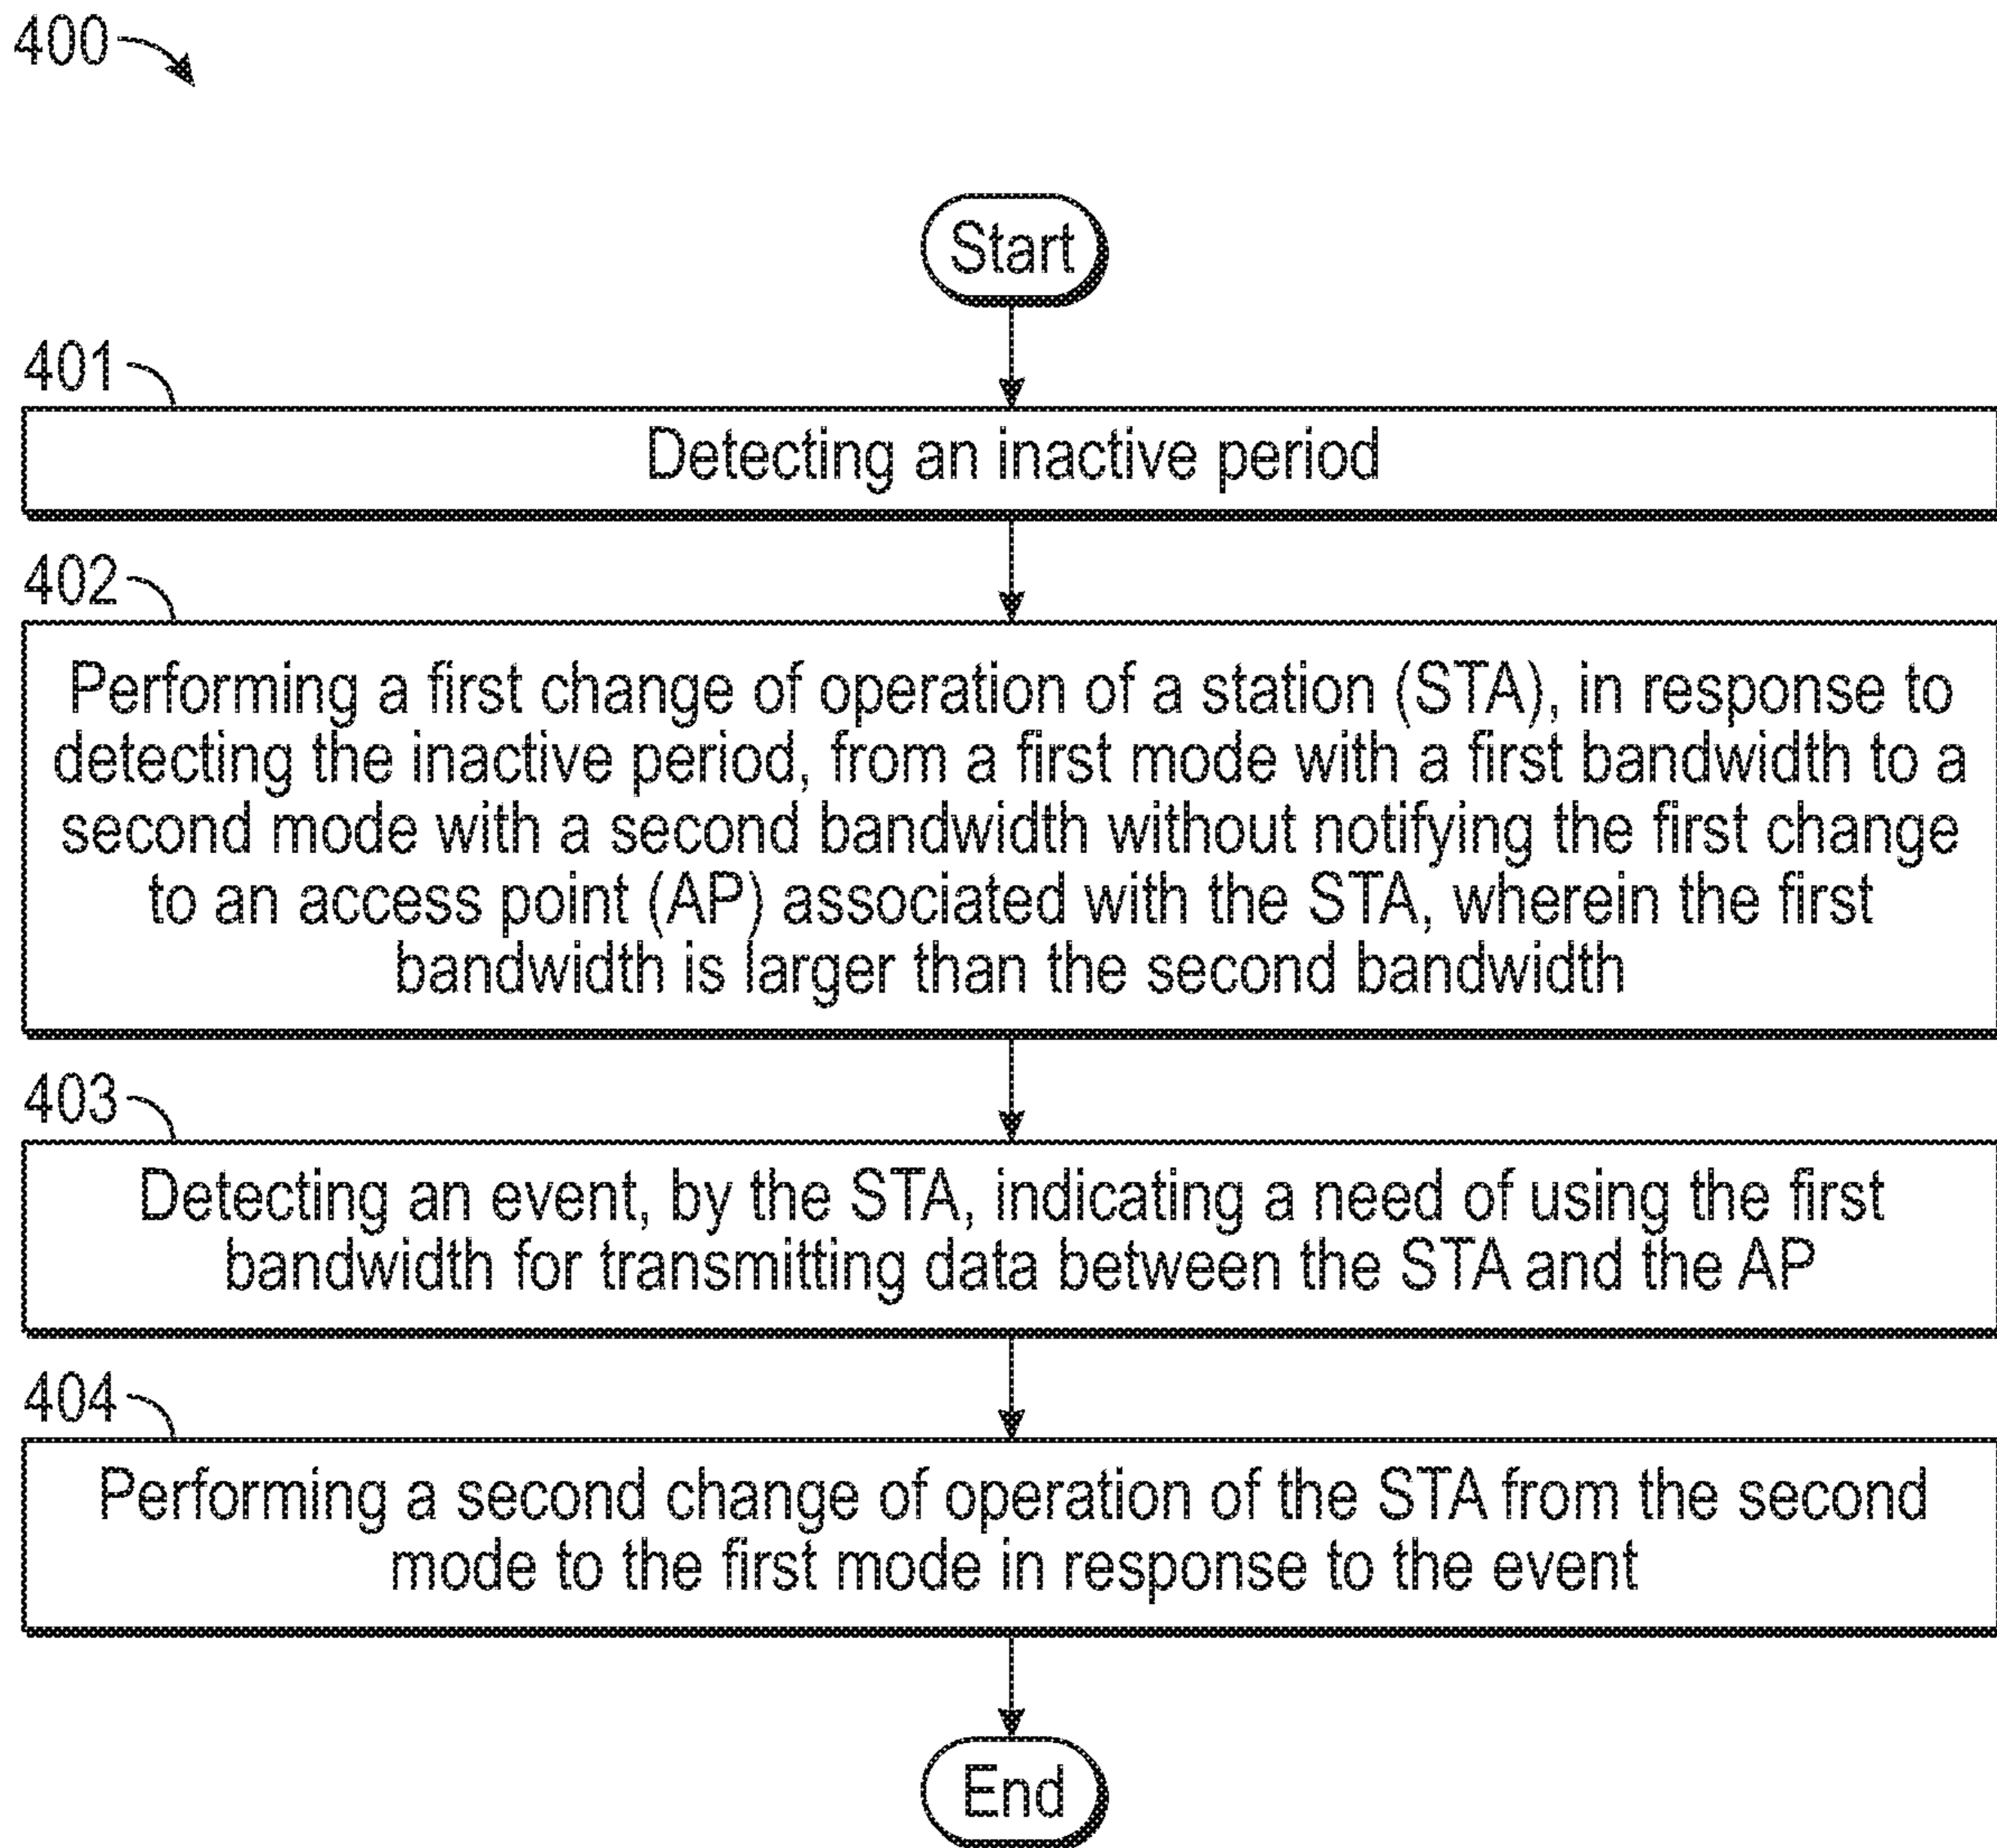 400
Start
401
Detecting an inactive period
402
Performing a first change of operation of a station (STA), in response to
detecting the inactive period, from a first mode with a first bandwidth to a
second mode with a second bandwidth without notifying the first change
to an access point (AP) associated with the STA, wherein the first
bandwidth is larger than the second bandwidth
403
Detecting an event, by the STA, indicating a need of using the first
bandwidth for transmitting data between the STA and the AP
404
Performing a second change of operation of the STA from the second
mode to the first mode in response to the event
End